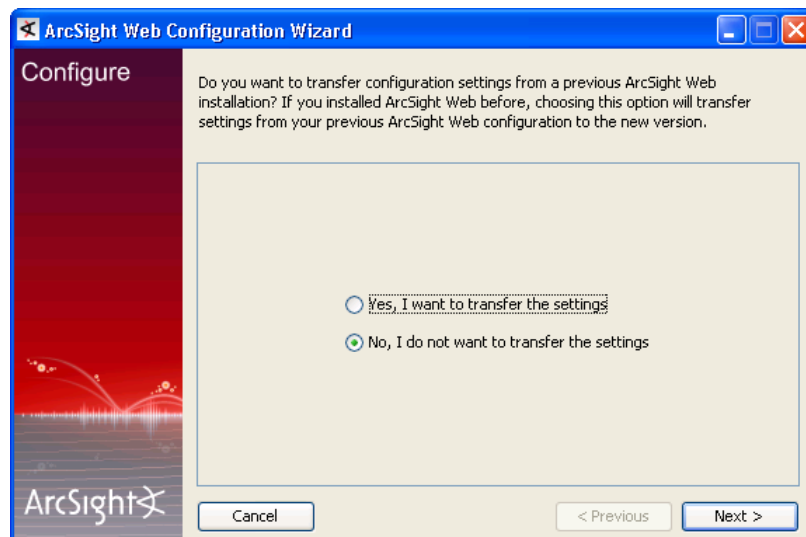 ArcSight Web Configuration Wizard
Configure
Do you want to transfer configuration settings from a previous ArcSight Web
installation? If you installed ArcSight Web before, choosing this option will transfer
settings from your previous ArcSight Web configuration to the new version.
Yes, I want to transfer the settings
No, I do not want to transfer the settings
ArcSight
Cancel
< Previous
Next >